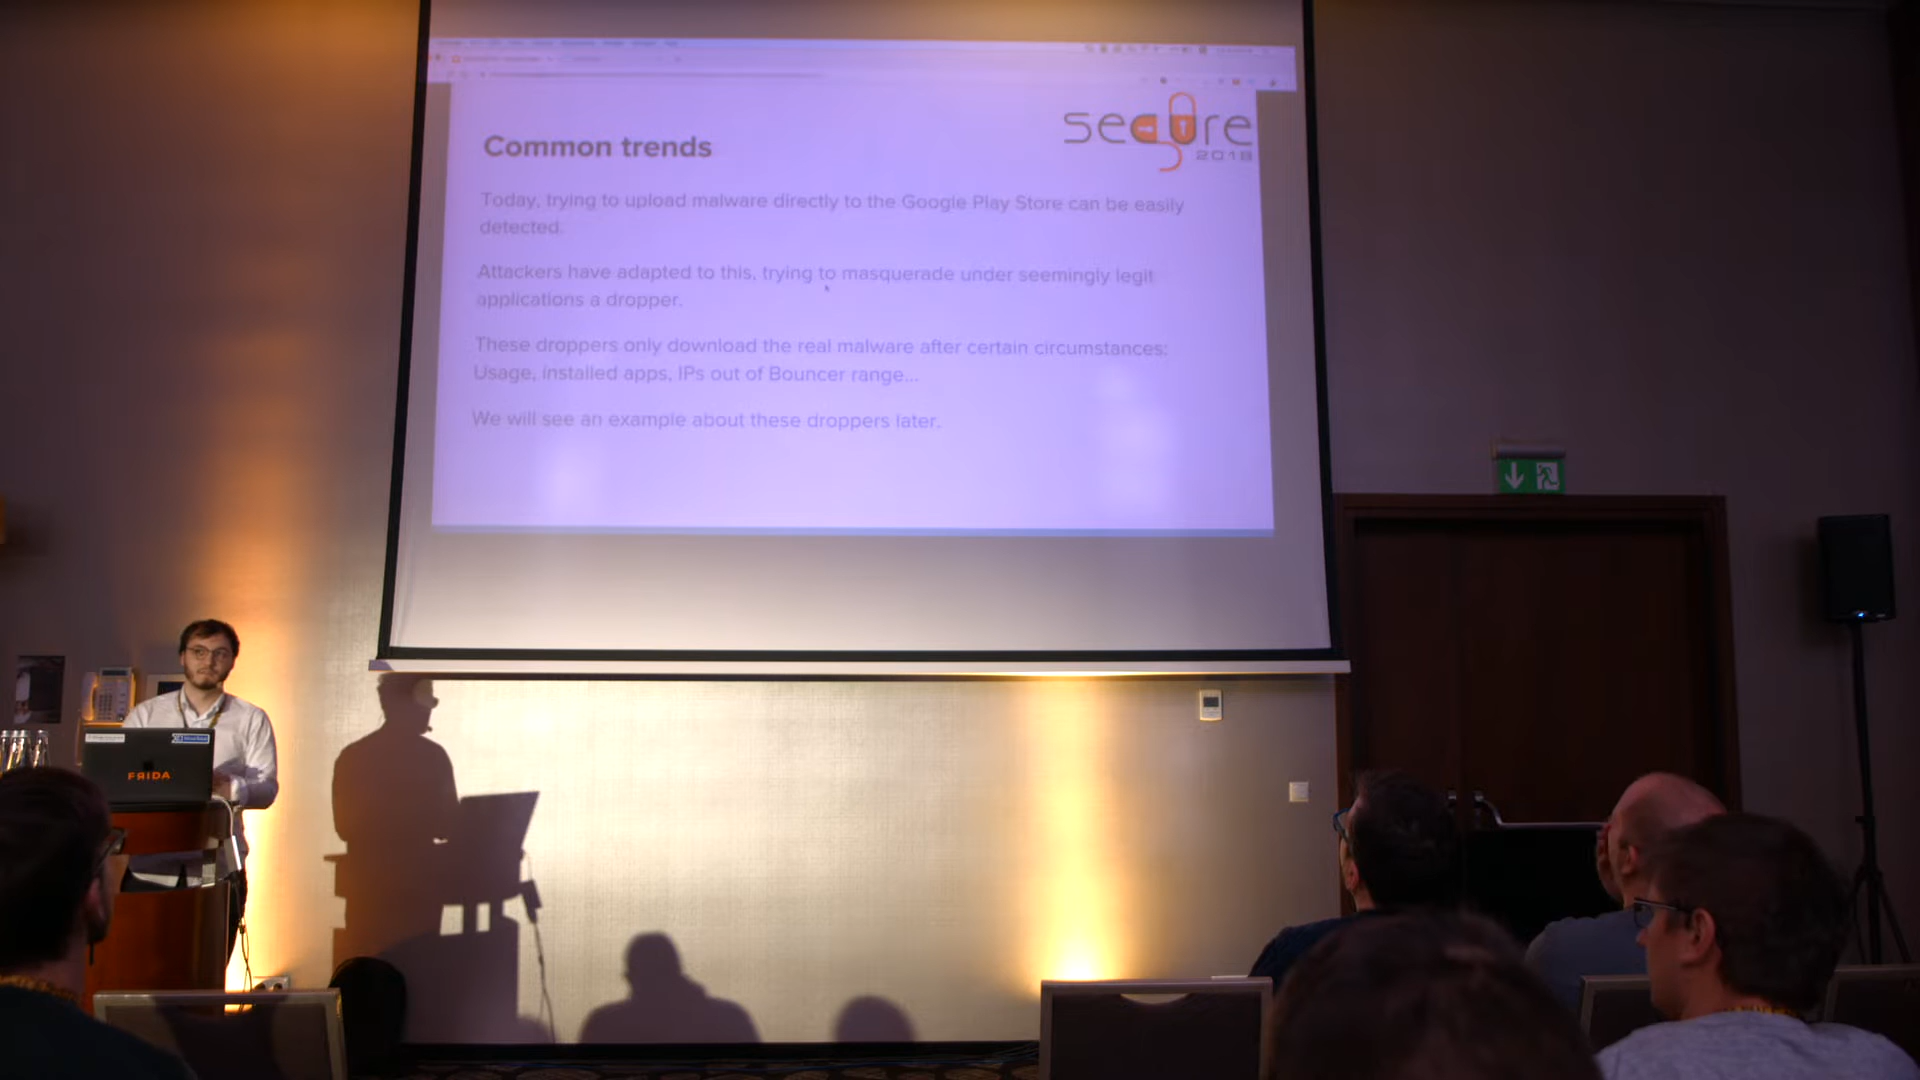 secure
2018
Common trends
Today, trying to upload malware directly to the Google Play Store can be easily
detected.
Attackers have adapted to this, trying to masquerade under seemingly legit
applications a dropper.
These droppers only download the real malware after certain circumstances:
Usage, installed apps, IPs out of Bouncer range...
We will see an example about these droppers later.
FRIDA